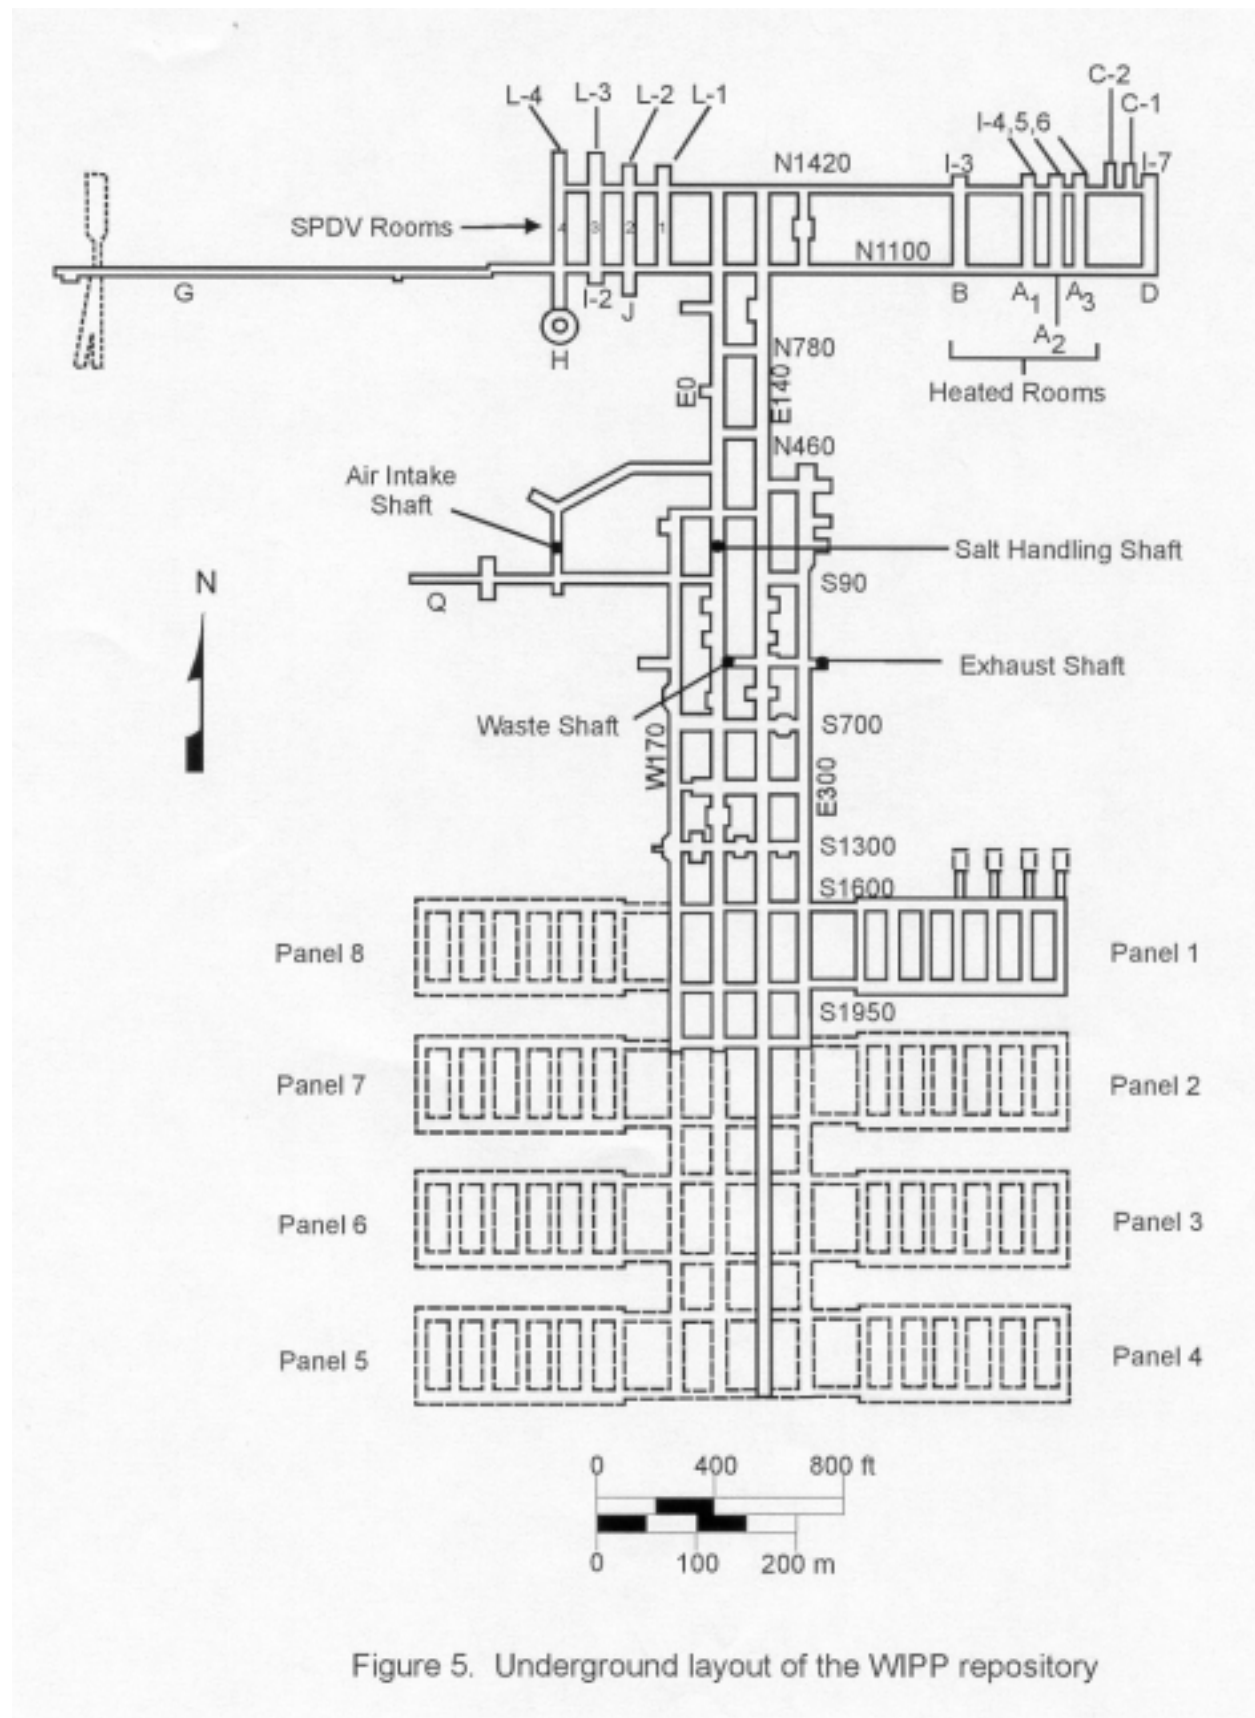 C-2
L-4
L-3
L-2
L-1
C-1
I-4,5,6
N1420
I-3
I-7
SPDV Rooms
4
3
2
1
N1100
G
I-2
J
B
A1
A3
D
H
A2
N780
E0
E140
Heated Rooms
N460
Air Intake
Shaft
Salt Handling Shaft
N
S90
Q
Exhaust Shaft
Waste Shaft
S700
W170
E300
S1300
S1600
Panel 8
Panel 1
S1950
Panel 7
Panel 2
Panel 6
Panel 3
Panel 5
Panel 4
0 400 800 ft
0 100 200 m
Figure 5. Underground layout of the WIPP repository